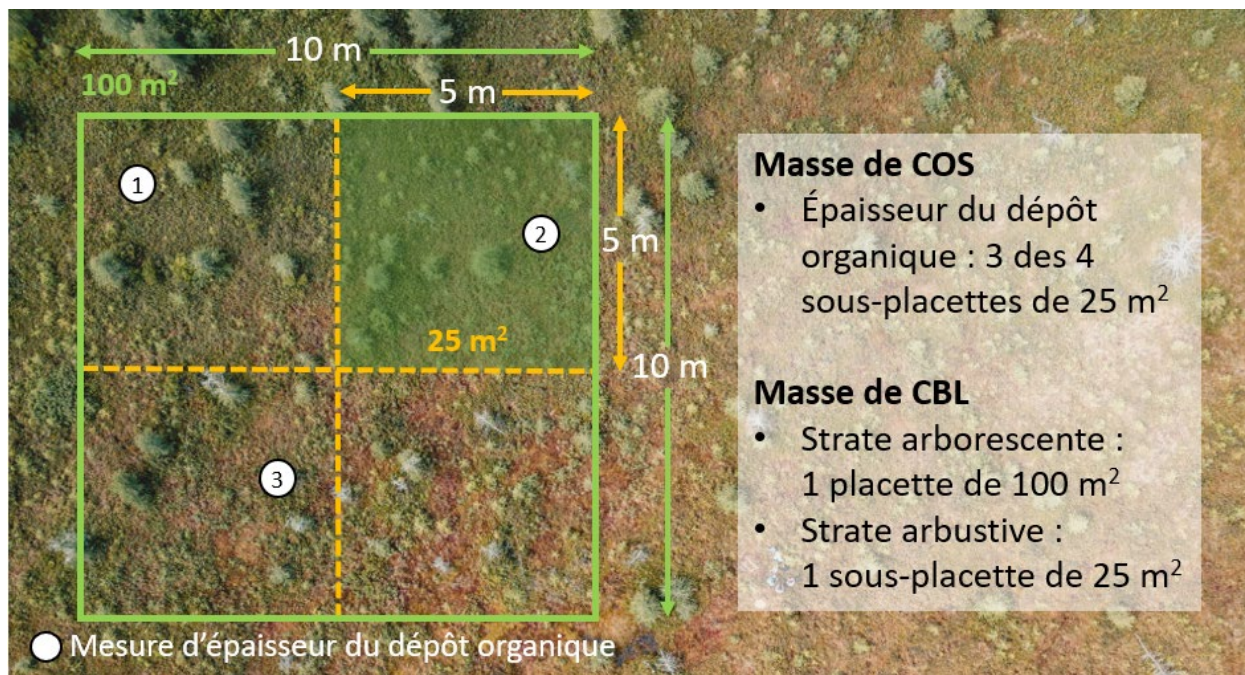 10 m
100 m²
5 m
1
2
5 m
25 m²
10 m
3
Mesure d'épaisseur du dépôt organique
Masse de COS
• Épaisseur du dépôt
organique : 3 des 4
sous-placettes de 25 m²
Masse de CBL
• Strate arborescente :
1 placette de 100 m²
• Strate arbustive :
1 sous-placette de 25 m²